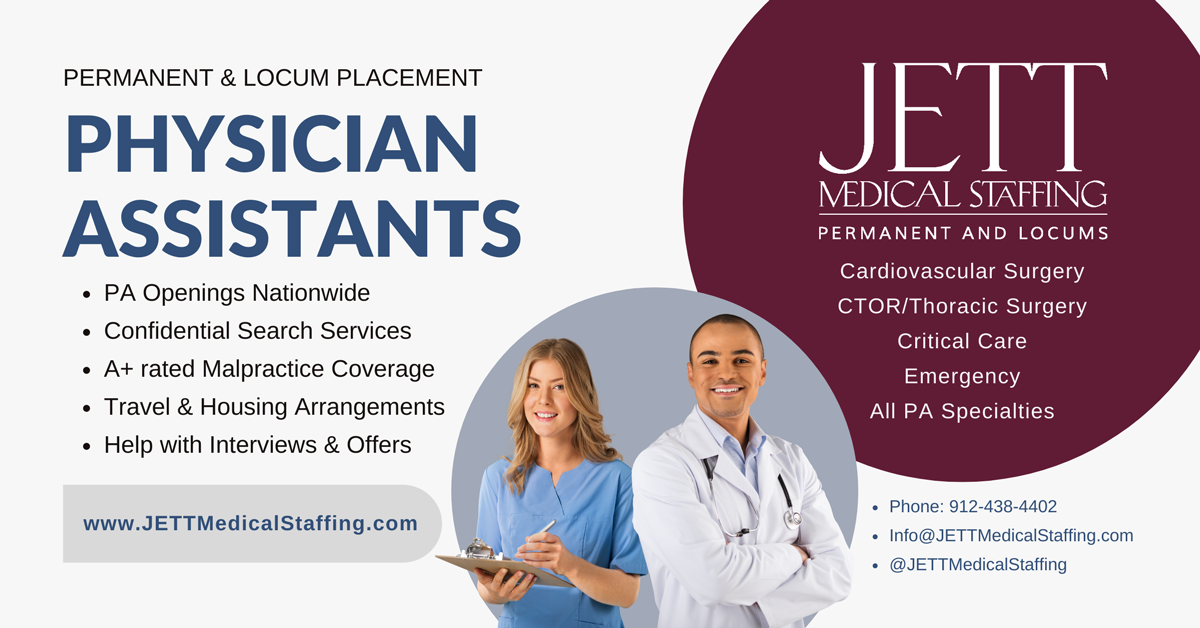 PERMANENT & LOCUM PLACEMENT
PHYSICIAN
ASSISTANTS
• PA Openings Nationwide
• Confidential Search Services
• A+ rated Malpractice Coverage
• Travel & Housing Arrangements
• Help with Interviews & Offers
www.JETTMedicalStaffing.com
JETT
MEDICAL STAFFING
PERMANENT AND LOCUMS
Cardiovascular Surgery
CTOR/Thoracic Surgery
Critical Care
Emergency
All PA Specialties
• Phone: 912-438-4402
• Info@JETTMedicalStaffing.com
• @JETTMedicalStaffing